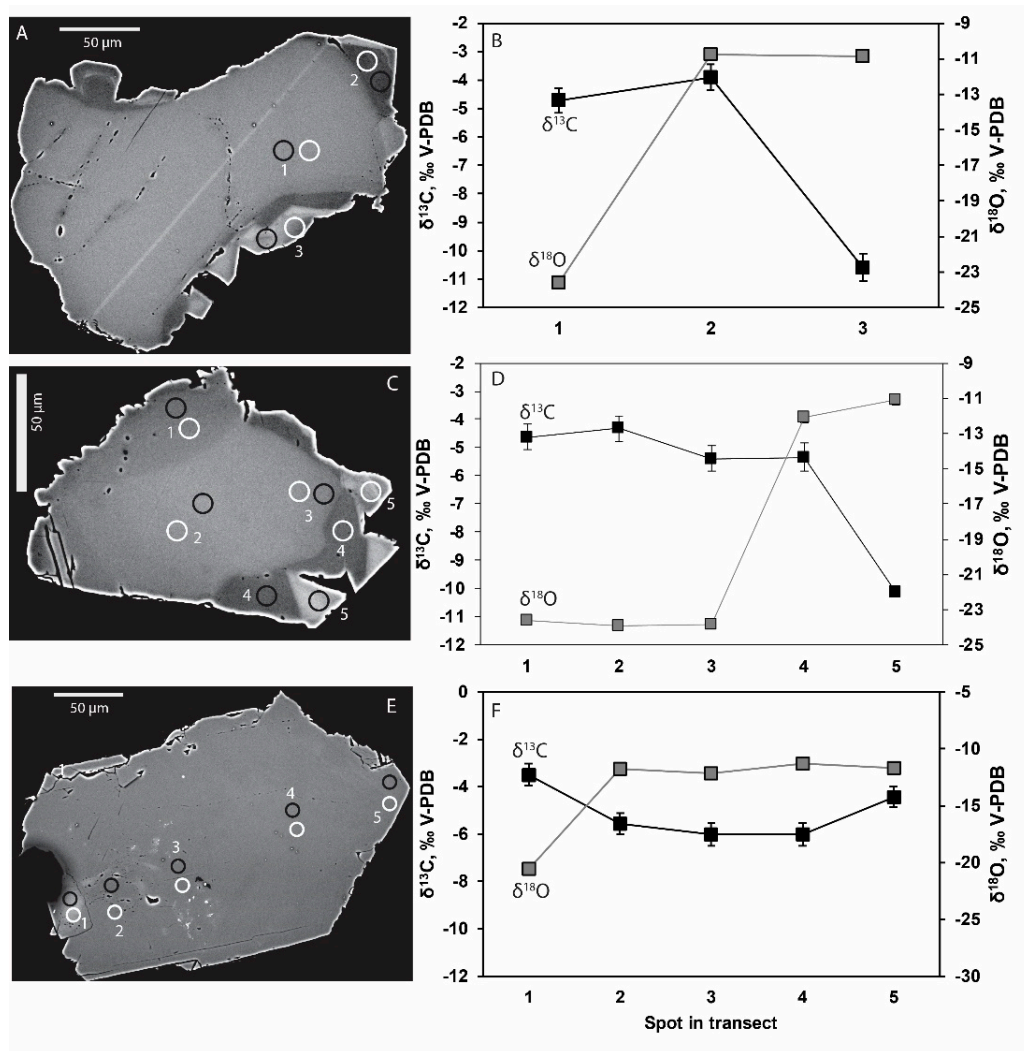 A
50 µm
2
1
3
B
δ¹³C, ‰ V-PDB
-2
-3
-4
-5
-6
-7
-8
-9
-10
-11
-12
δ¹³C
δ¹⁸O
-9
-11
-13
-15
-17
-19
-21
-23
-25
δ¹⁸O, ‰ V-PDB
1 2 3
C
50 µm
1
2
3
5
4
4
5
D
δ¹³C, ‰ V-PDB
-2
-3
-4
-5
-6
-7
-8
-9
-10
-11
-12
δ¹³C
δ¹⁸O
-9
-11
-13
-15
-17
-19
-21
-23
-25
δ¹⁸O, ‰ V-PDB
1 2 3 4 5
E
50 µm
4
5
3
1
2
F
δ¹³C, ‰ V-PDB
0
-2
-4
-6
-8
-10
-12
δ¹³C
δ¹⁸O
-5
-10
-15
-20
-25
-30
δ¹⁸O, ‰ V-PDB
1 2 3 4 5
Spot in transect